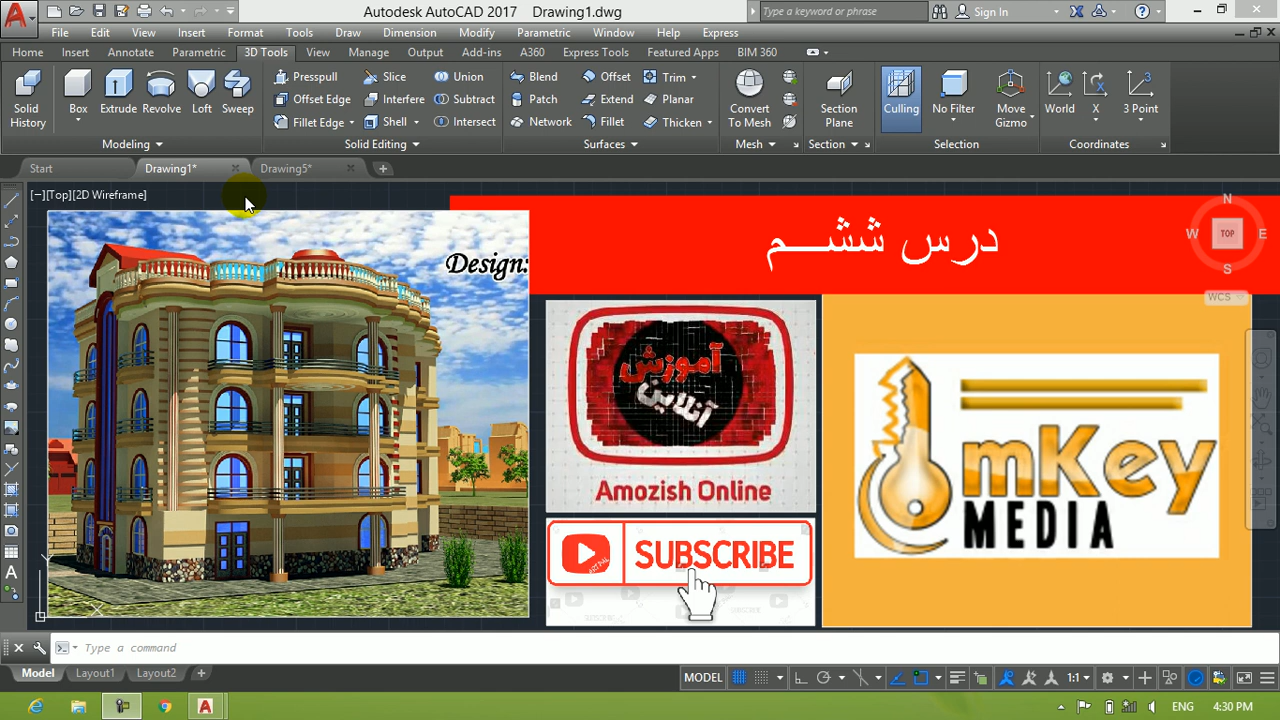 Autodesk AutoCAD 2017 Drawing1.dwg
Type a keyword or phrase
Sign In
File Edit View Insert Format Tools Draw Dimension Modify Parametric Window Help Express
Home Insert Annotate Parametric 3D Tools View Manage Output Add-ins A360 Express Tools Featured Apps BIM 360
Solid History
Box Extrude Revolve Loft Sweep
Presspull Slice Union
Offset Edge Interfere Subtract
Fillet Edge Shell Intersect
Blend Offset Trim
Patch Extend Planar
Network Fillet Thicken
Convert To Mesh
Section Plane
Culling No Filter Move Gizmo
World X 3 Point
Modeling Solid Editing Surfaces Mesh Section Selection Coordinates
Start Drawing1* Drawing5*
[−][Top][2D Wireframe]
درس ششـــم
N
W TOP E
S
WCS
Design:
آموزش
آنلاین
Amozish Online
SUBSCRIBE
mKey
MEDIA
Type a command
Model Layout1 Layout2
MODEL
1:1
ENG 4:30 PM